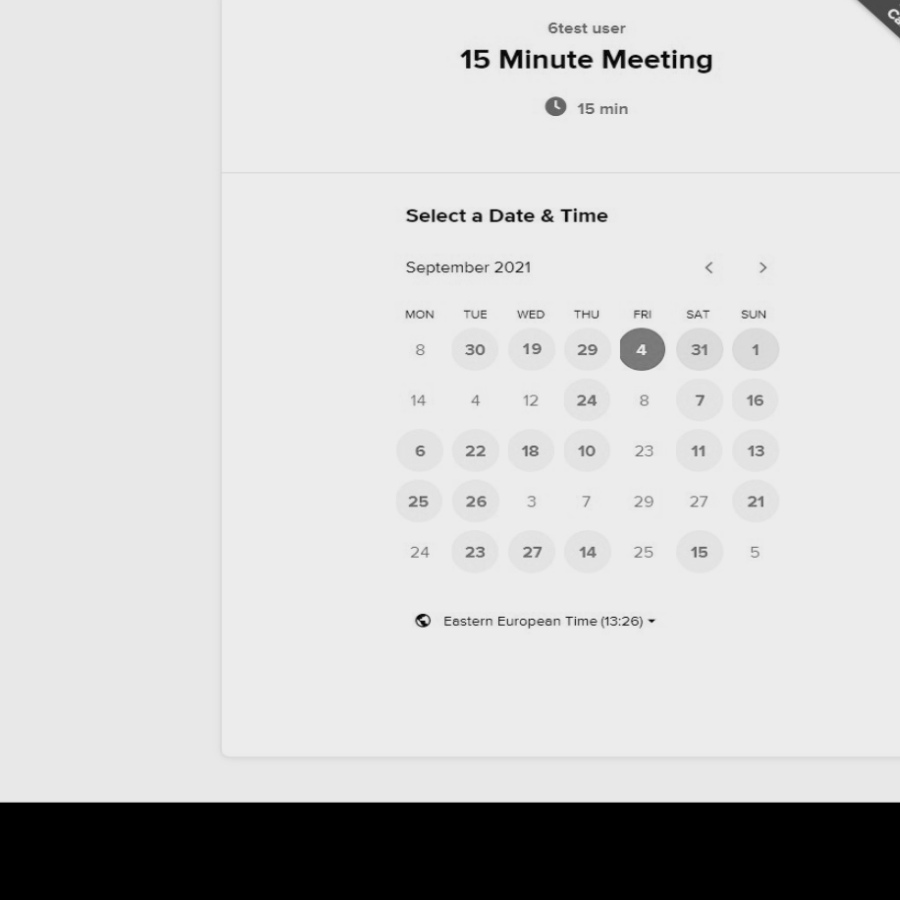 6test user
15 Minute Meeting
15 min
Select a Date & Time
September 2021
MON TUE WED THU FRI SAT SUN
8 30 19 29 4 31 1
14 4 12 24 8 7 16
6 22 18 10 23 11 13
25 26 3 7 29 27 21
24 23 27 14 25 15 5
Eastern European Time (13:26)